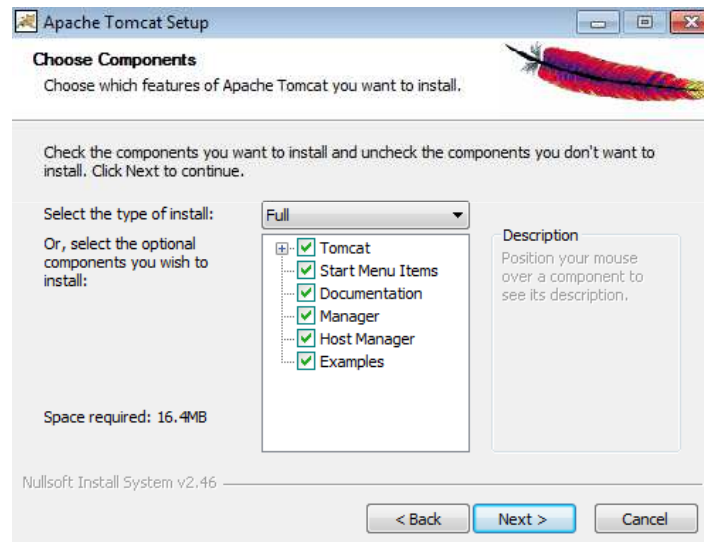 Apache Tomcat Setup
Choose Components
Choose which features of Apache Tomcat you want to install.
Check the components you want to install and uncheck the components you don't want to
install. Click Next to continue.
Select the type of install:
Full
Or, select the optional
components you wish to
install:
Tomcat
Start Menu Items
Documentation
Manager
Host Manager
Examples
Description
Position your mouse
over a component to
see its description.
Space required: 16.4MB
Nullsoft Install System v2.46
< Back
Next >
Cancel